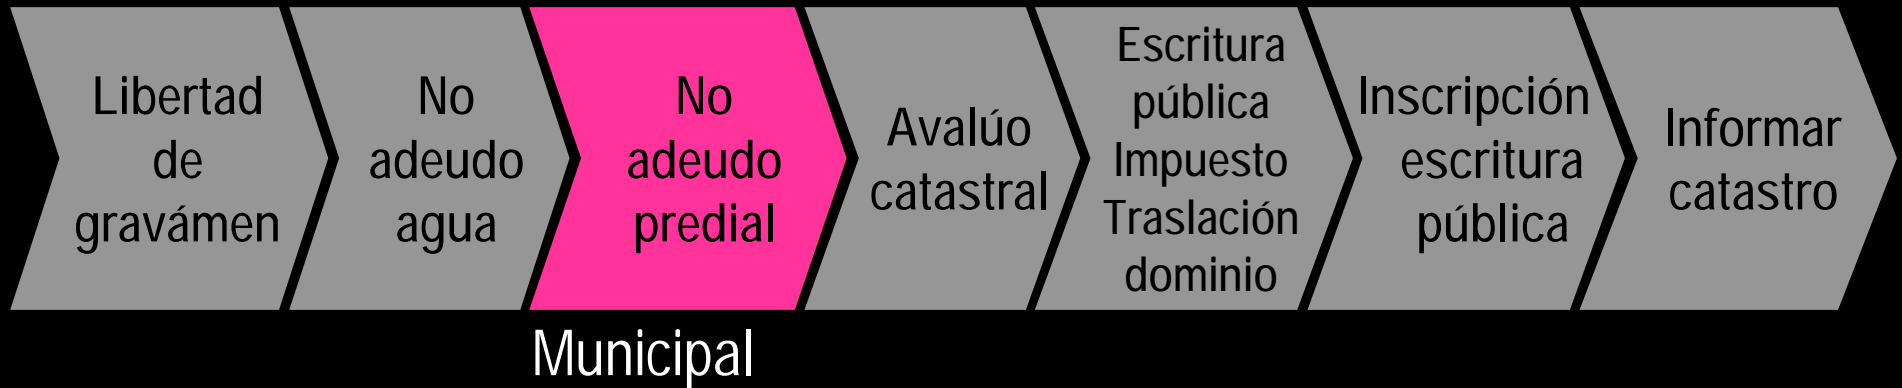 Libertad
de
gravámen
No
adeudo
agua
No
adeudo
predial
Avalúo
catastral
Escritura
pública
Impuesto
Traslación
dominio
Inscripción
escritura
pública
Informar
catastro
Municipal